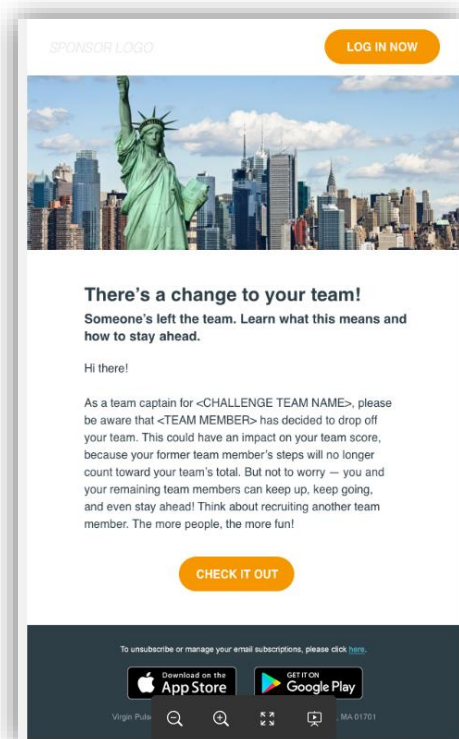 SPONSOR LOGO
LOG IN NOW
There’s a change to your team!
Someone’s left the team. Learn what this means and
how to stay ahead.
Hi there!
As a team captain for <CHALLENGE TEAM NAME>, please
be aware that <TEAM MEMBER> has decided to drop off
your team. This could have an impact on your team score,
because your former team member’s steps will no longer
count toward your team’s total. But not to worry — you and
your remaining team members can keep up, keep going,
and even stay ahead! Think about recruiting another team
member. The more people, the more fun!
CHECK IT OUT
To unsubscribe or manage your email subscriptions, please click here.
Download on the
App Store
GET IT ON
Google Play
Virgin , MA 01701